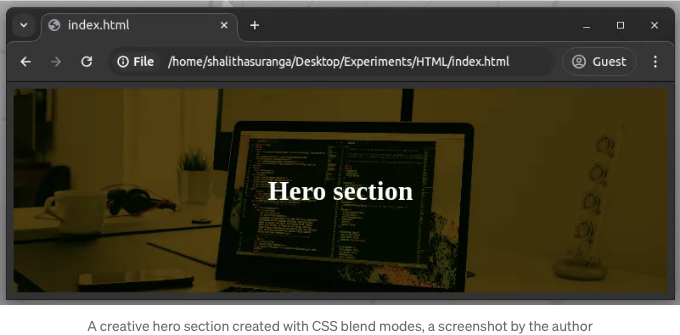 index.html
File
/home/shalithasuranga/Desktop/Experiments/HTML/index.html
Guest
Hero section
A creative hero section created with CSS blend modes, a screenshot by the author